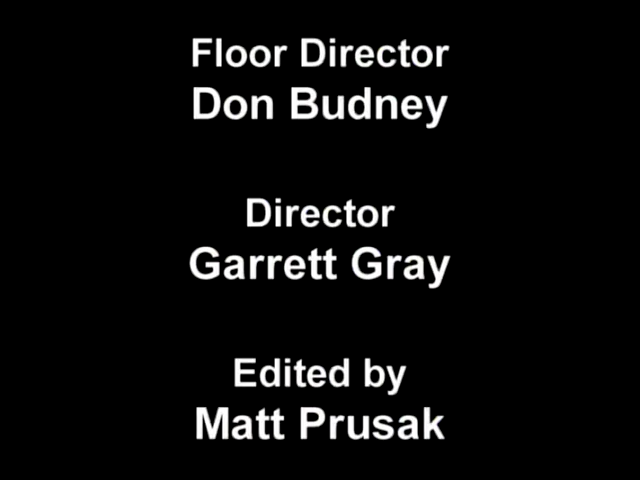 Floor Director
Don Budney
Director
Garrett Gray
Edited by
Matt Prusak